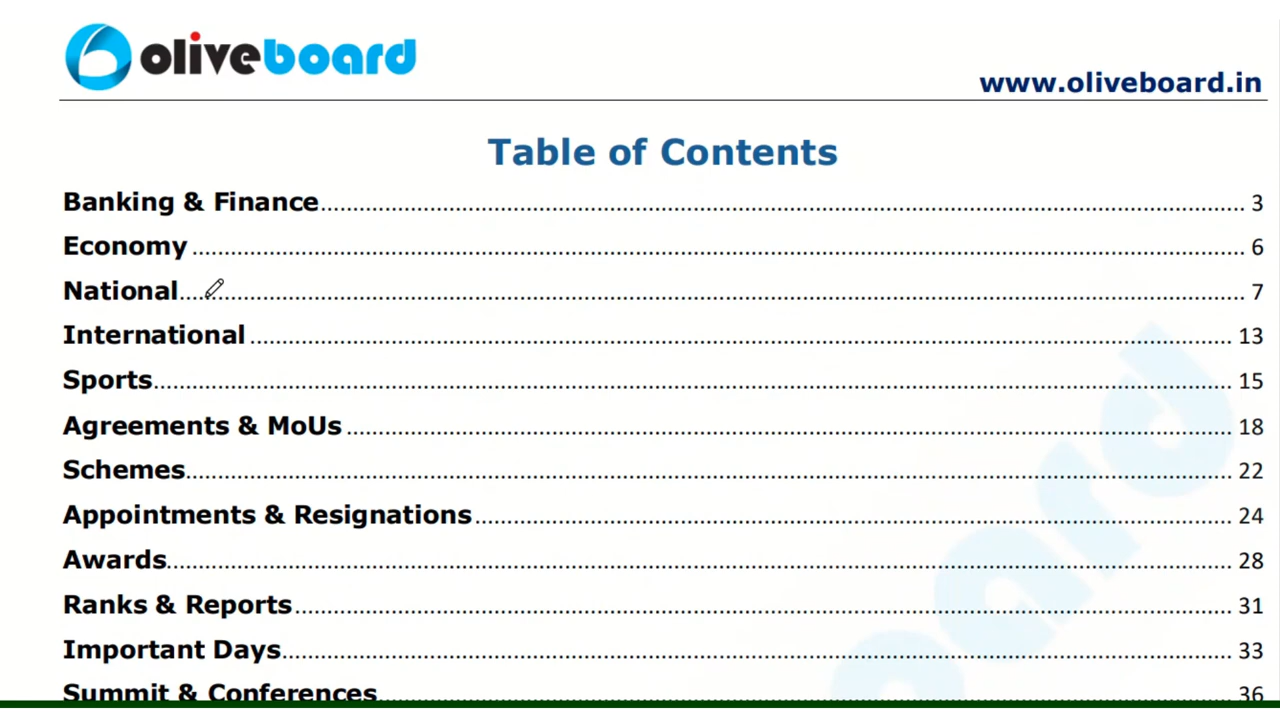 oliveboard
www.oliveboard.in
Table of Contents
Banking & Finance 3
Economy 6
National 7
International 13
Sports 15
Agreements & MoUs 18
Schemes 22
Appointments & Resignations 24
Awards 28
Ranks & Reports 31
Important Days 33
Summit & Conferences 36